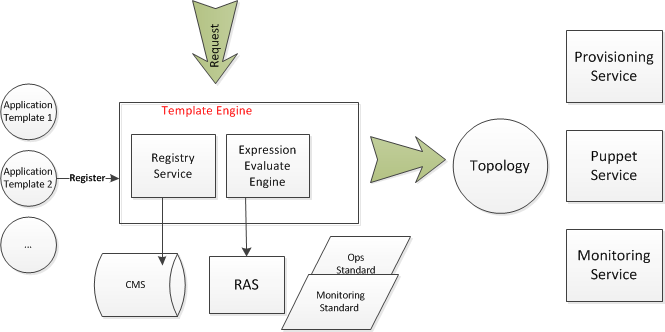 Request
Provisioning
Service
Application
Template 1
Template Engine
Registry
Service
Expression
Evaluate
Engine
Application
Template 2
Register
Topology
Puppet
Service
...
CMS
RAS
Ops
Standard
Monitoring
Standard
Monitoring
Service